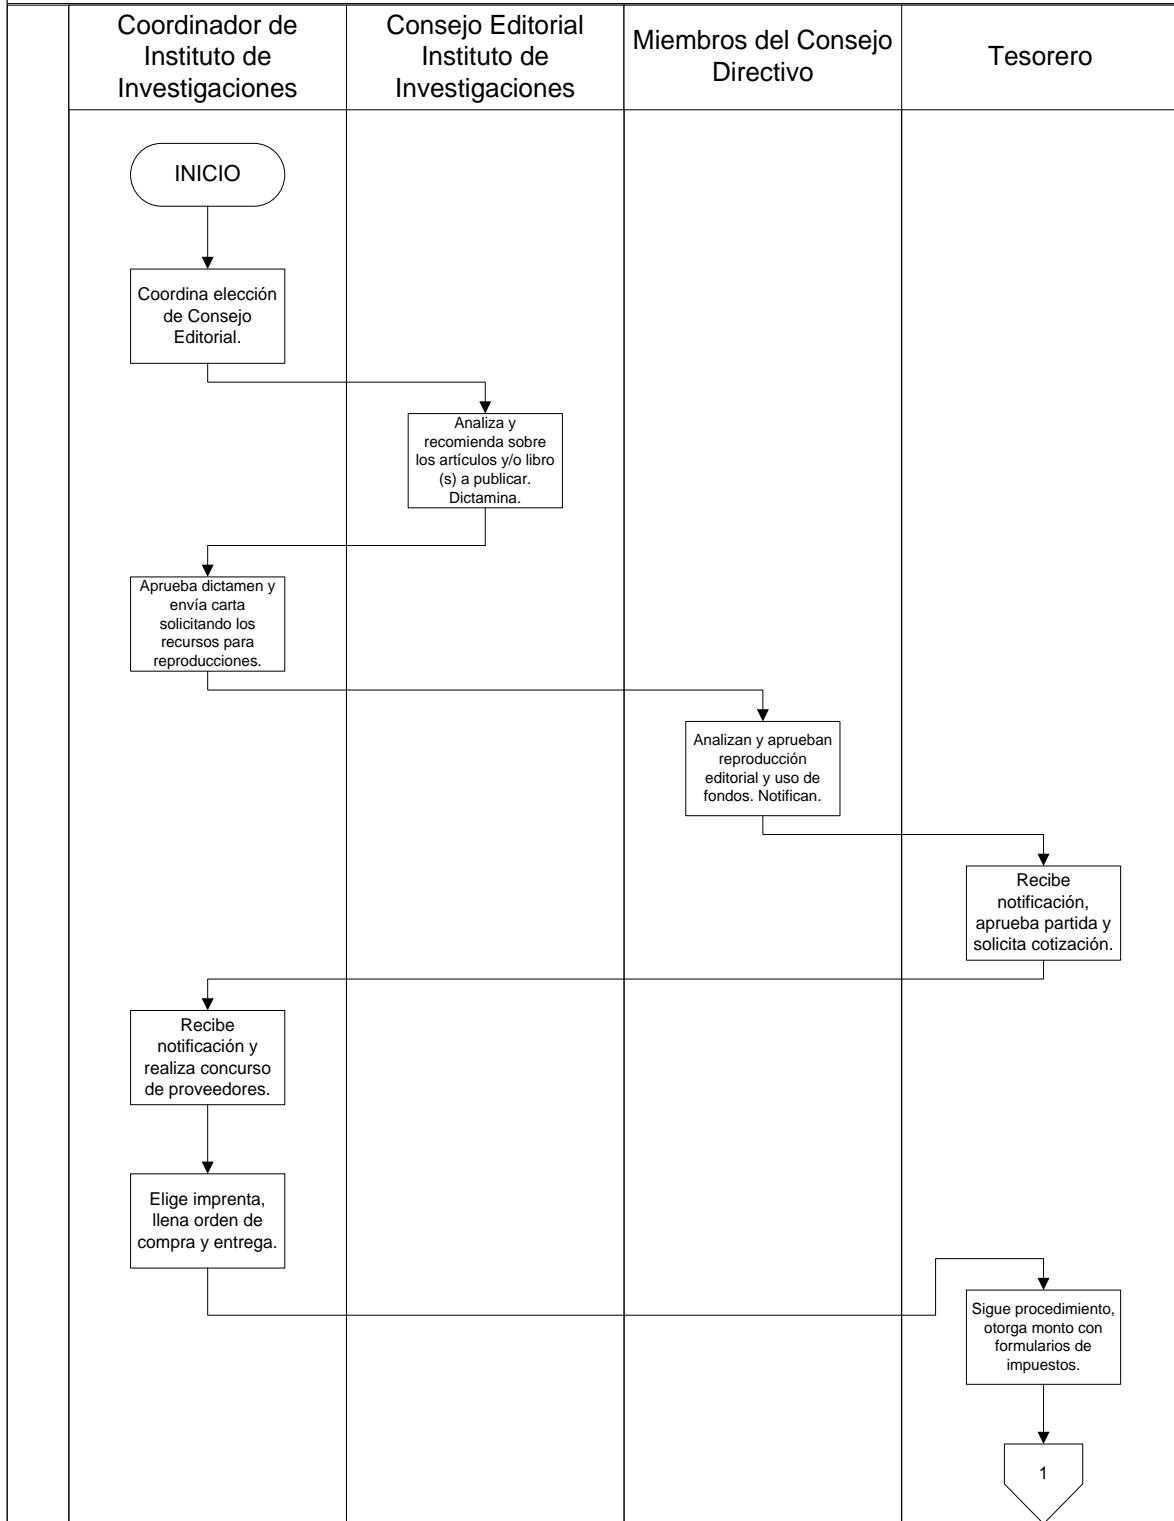 Coordinador de
Instituto de
Investigaciones
Consejo Editorial
Instituto de
Investigaciones
Miembros del Consejo
Directivo
Tesorero
INICIO
Coordina elección
de Consejo
Editorial.
Analiza y
recomienda sobre
los artículos y/o libro
(s) a publicar.
Dictamina.
Aprueba dictamen y
envía carta
solicitando los
recursos para
reproducciones.
Analizan y aprueban
reproducción
editorial y uso de
fondos. Notifican.
Recibe
notificación,
aprueba partida y
solicita cotización.
Recibe
notificación y
realiza concurso
de proveedores.
Elige imprenta,
llena orden de
compra y entrega.
Sigue procedimiento,
otorga monto con
formularios de
impuestos.
1